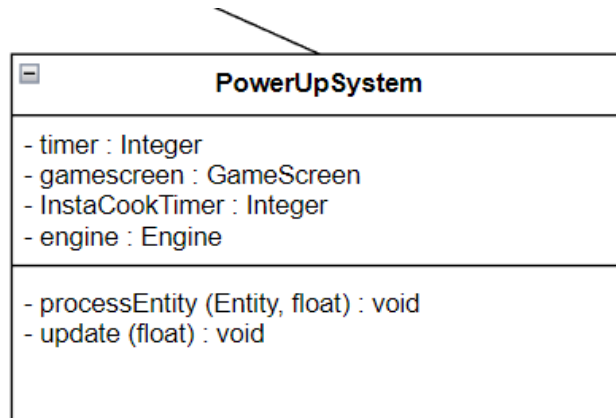 PowerUpSystem
- timer : Integer
- gamescreen : GameScreen
- InstaCookTimer : Integer
- engine : Engine
- processEntity (Entity, float) : void
- update (float) : void